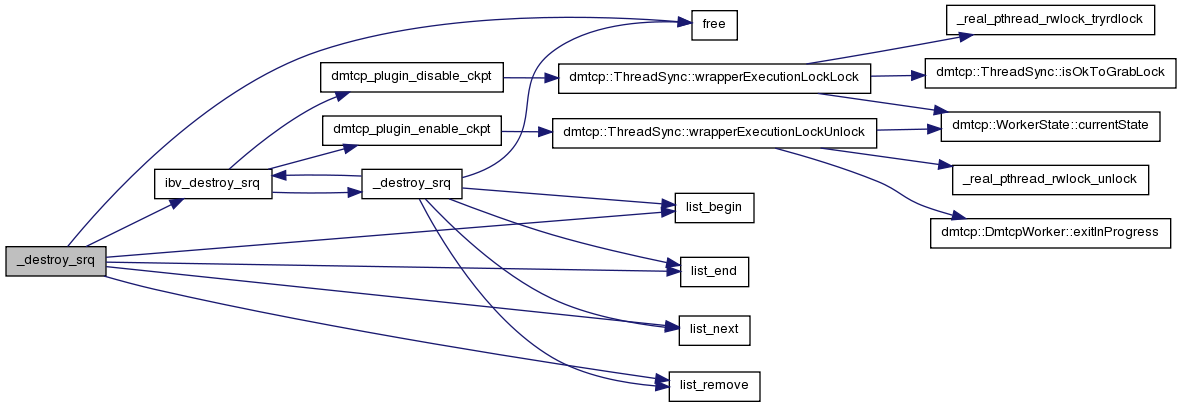 _destroy_srq
ibv_destroy_srq
dmtcp_plugin_disable_ckpt
dmtcp_plugin_enable_ckpt
_destroy_srq
free
dmtcp::ThreadSync::wrapperExecutionLockLock
dmtcp::ThreadSync::wrapperExecutionLockUnlock
list_begin
list_end
list_next
list_remove
_real_pthread_rwlock_tryrdlock
dmtcp::ThreadSync::isOkToGrabLock
dmtcp::WorkerState::currentState
_real_pthread_rwlock_unlock
dmtcp::DmtcpWorker::exitInProgress